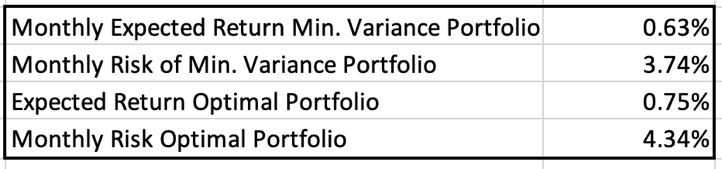 Monthly Expected Return Min. Variance Portfolio 0.63%
Monthly Risk of Min. Variance Portfolio 3.74%
Expected Return Optimal Portfolio 0.75%
Monthly Risk Optimal Portfolio 4.34%